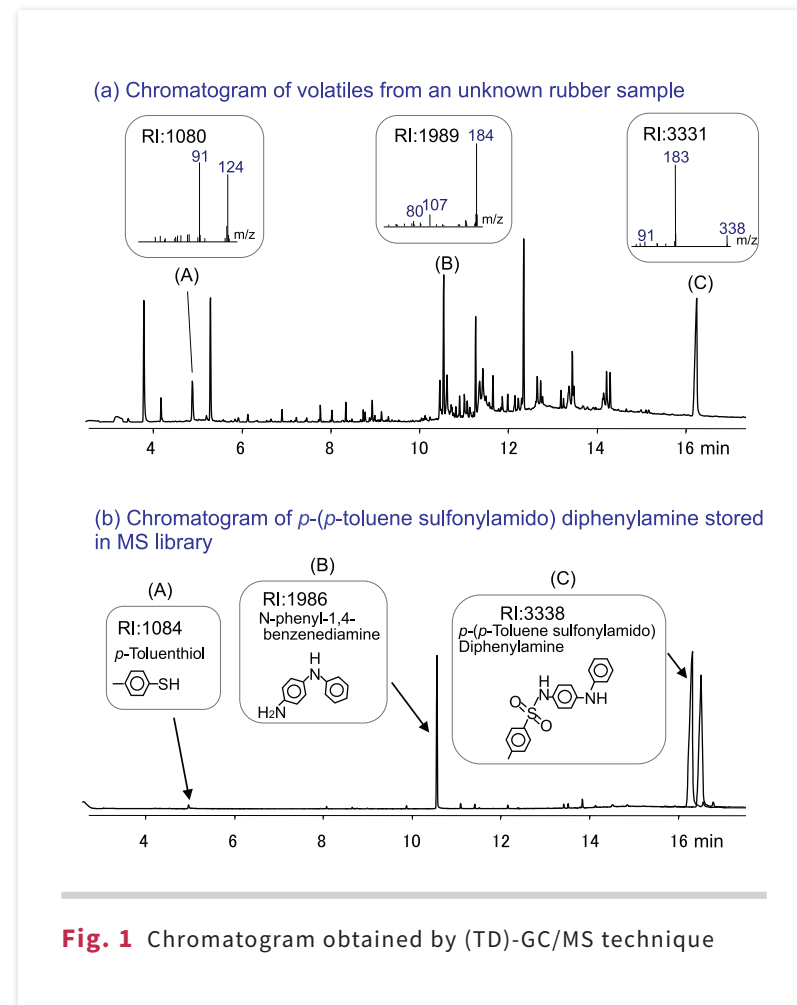 (a) Chromatogram of volatiles from an unknown rubber sample
RI:1080
91
124
m/z
RI:1989
184
80
107
m/z
RI:3331
183
91
338
m/z
(A)
(B)
(C)
4 6 8 10 12 14 16 min
(b) Chromatogram of p-(p-toluene sulfonylamido) diphenylamine stored
in MS library
(A)
RI:1084
p-Toluenthiol
SH
(B)
RI:1986
N-phenyl-1,4-
benzenediamine
H
N
H2N
(C)
RI:3338
p-(p-Toluene sulfonylamido)
Diphenylamine
H
N
NH
O
S
O
4 6 8 10 12 14 16 min
Fig. 1 Chromatogram obtained by (TD)-GC/MS technique